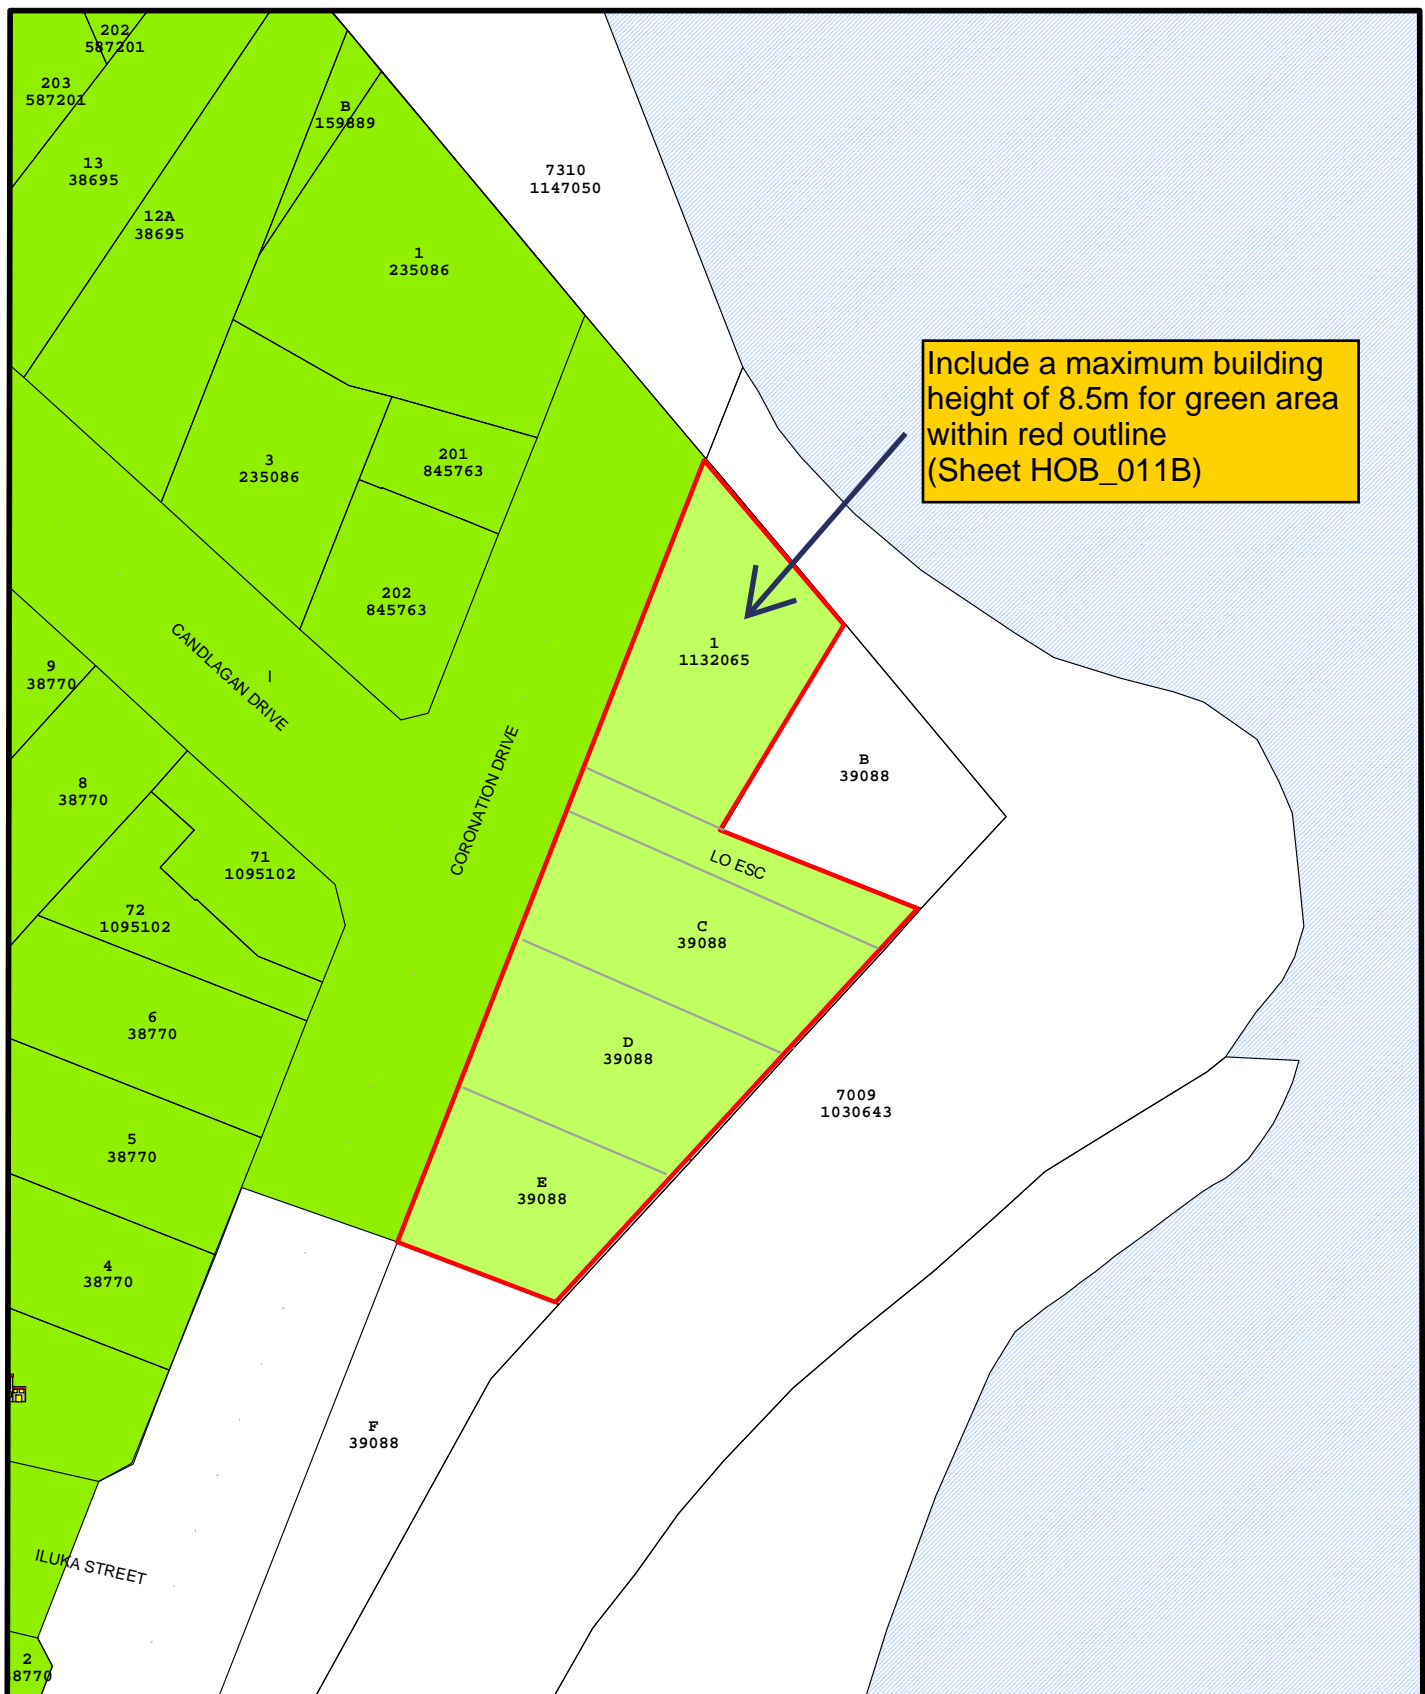 202
587201
203
587201
B
159889
13
38695
7310
1147050
12A
38695
1
235086
Include a maximum building
height of 8.5m for green area
within red outline
(Sheet HOB_011B)
3
235086
201
845763
202
845763
CANDLAGAN DRIVE
1
1132065
9
38770
CORONATION DRIVE
B
39088
8
38770
71
1095102
LO ESC
72
1095102
C
39088
6
38770
D
39088
7009
1030643
5
38770
E
39088
4
38770
F
39088
ILUKA STREET
2
8770